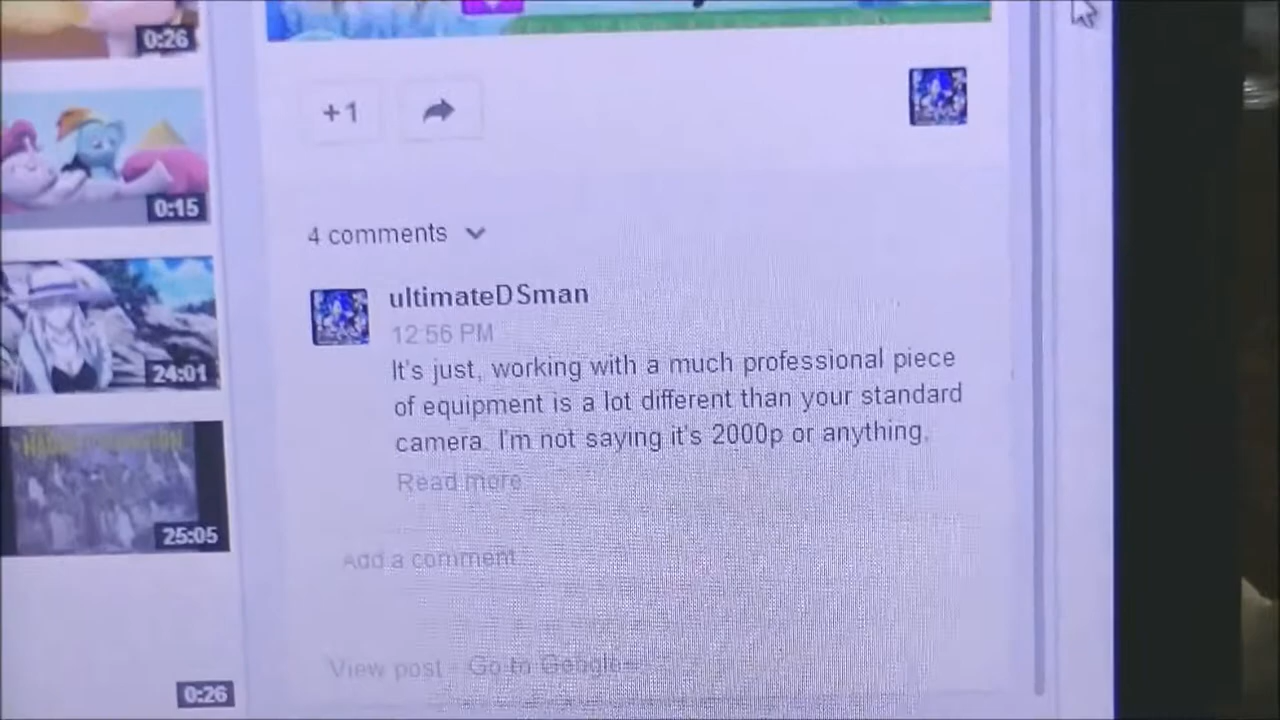 0:26
0:15
24:01
25:05
0:26
+1
4 comments
ultimateDSman
12:56 PM
It's just, working with a much professional piece
of equipment is a lot different than your standard
camera. I'm not saying it's 2000p or anything.
Read more
Add a comment...
View post - Go to Google+